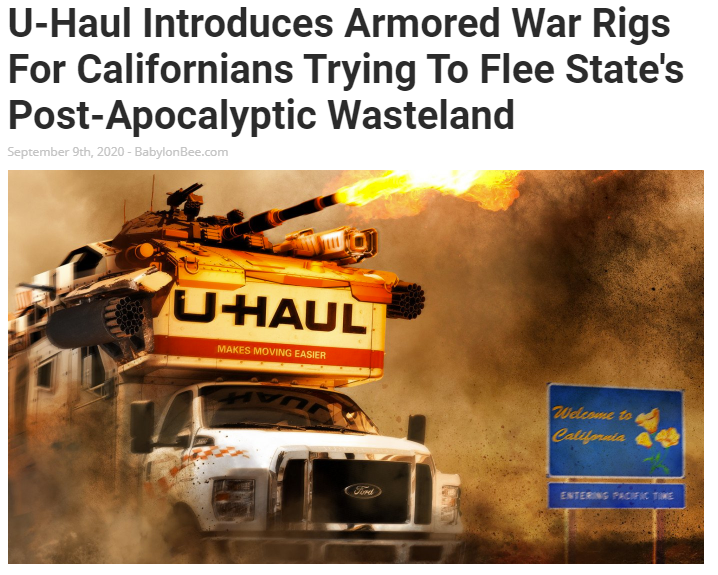 U-Haul Introduces Armored War Rigs
For Californians Trying To Flee State's
Post-Apocalyptic Wasteland
September 9th, 2020 - BabylonBee.com
U-HAUL
MAKES MOVING EASIER
U-HAUL
Ford
Welcome to
California
ENTERING PACIFIC TIME